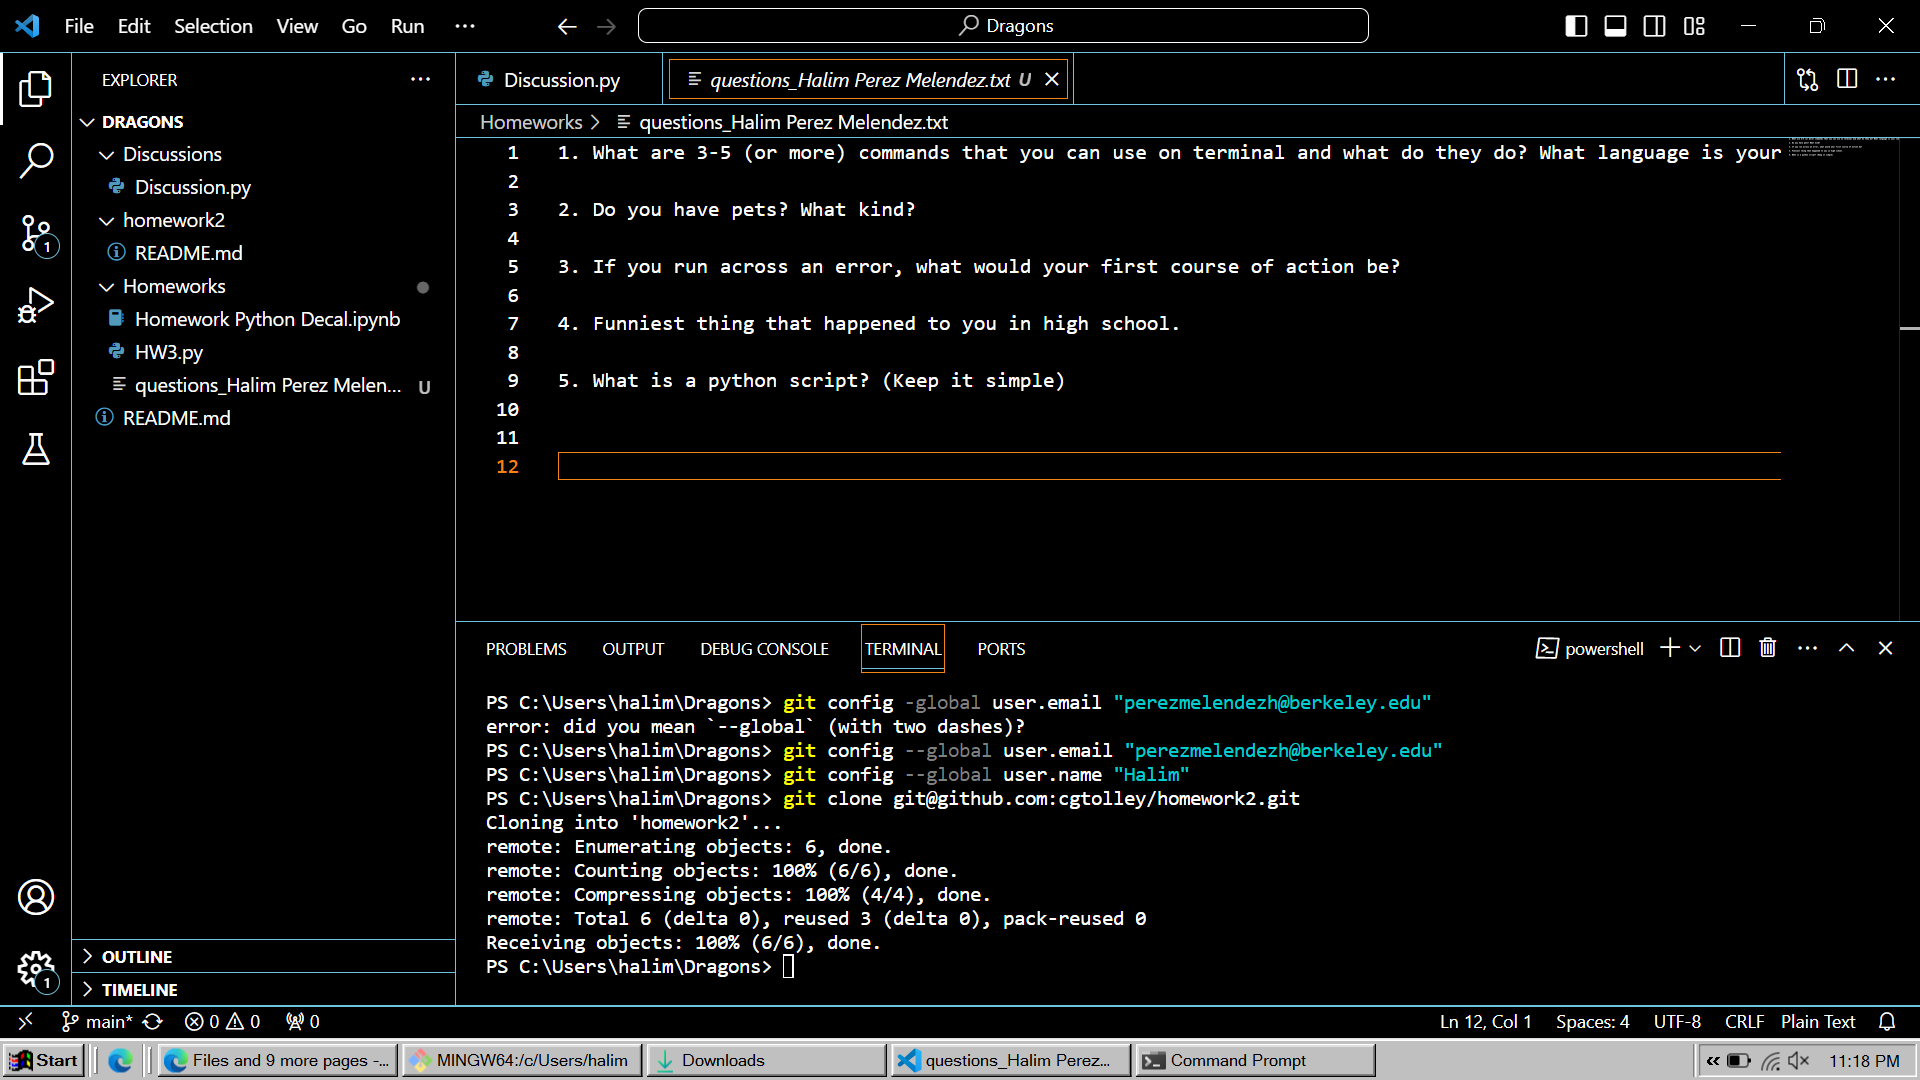 File Edit Selection View Go Run ...
Dragons
EXPLORER
DRAGONS
Discussions
Discussion.py
homework2
README.md
Homeworks
Homework Python Decal.ipynb
HW3.py
questions_Halim Perez Melen... U
README.md
OUTLINE
TIMELINE
1
1
Discussion.py
questions_Halim Perez Melendez.txt U
Homeworks > questions_Halim Perez Melendez.txt
1 1. What are 3-5 (or more) commands that you can use on terminal and what do they do? What language is your
2
3 2. Do you have pets? What kind?
4
5 3. If you run across an error, what would your first course of action be?
6
7 4. Funniest thing that happened to you in high school.
8
9 5. What is a python script? (Keep it simple)
10
11
12
PROBLEMS OUTPUT DEBUG CONSOLE TERMINAL PORTS
powershell
PS C:\Users\halim\Dragons> git config -global user.email "perezmelendezh@berkeley.edu"
error: did you mean `--global` (with two dashes)?
PS C:\Users\halim\Dragons> git config --global user.email "perezmelendezh@berkeley.edu"
PS C:\Users\halim\Dragons> git config --global user.name "Halim"
PS C:\Users\halim\Dragons> git clone git@github.com:cgtolley/homework2.git
Cloning into 'homework2'...
remote: Enumerating objects: 6, done.
remote: Counting objects: 100% (6/6), done.
remote: Compressing objects: 100% (4/4), done.
remote: Total 6 (delta 0), reused 3 (delta 0), pack-reused 0
Receiving objects: 100% (6/6), done.
PS C:\Users\halim\Dragons>
main* 0 0 0
Ln 12, Col 1 Spaces: 4 UTF-8 CRLF Plain Text
Start
Files and 9 more pages -...
MINGW64:/c/Users/halim
Downloads
questions_Halim Perez...
Command Prompt
11:18 PM